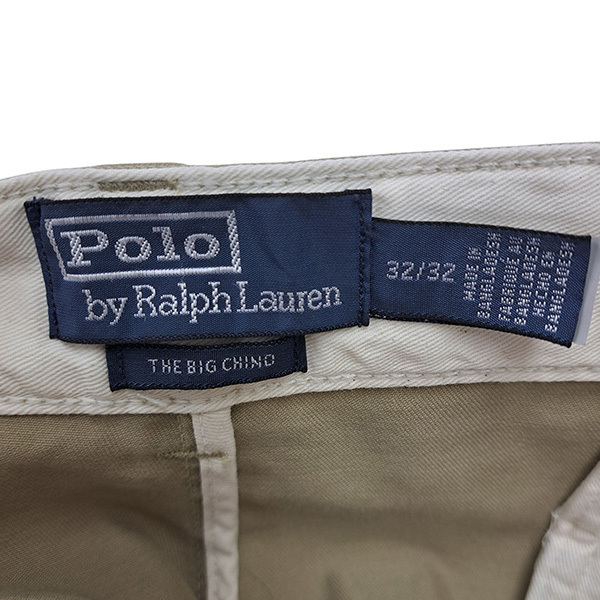 Polo
by Ralph Lauren
THE BIG CHINO
32/32
MADE IN
BANGLADESH
FABRIQUE AU
BANGLADESH
HECHO EN
BANGLADESH